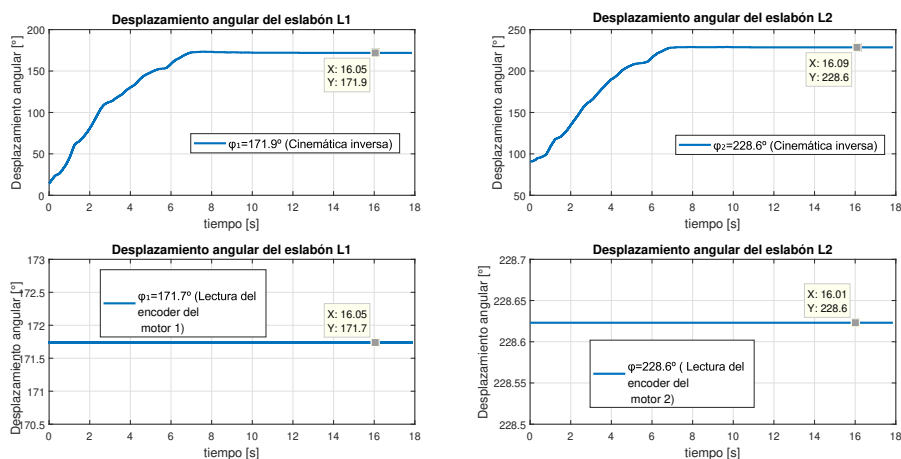 Desplazamiento angular del eslabón L1
Desplazamiento angular [°]
200
150
100
50
0
X: 16.05
Y: 171.9
φ₁=171.9º (Cinemática inversa)
0 2 4 6 8 10 12 14 16 18
tiempo [s]
Desplazamiento angular del eslabón L2
Desplazamiento angular [°]
250
200
150
100
50
X: 16.09
Y: 228.6
φ₂=228.6º (Cinemática inversa)
0 2 4 6 8 10 12 14 16 18
tiempo [s]
Desplazamiento angular del eslabón L1
Desplazamiento angular [°]
173
172.5
172
171.5
171
170.5
φ₁=171.7º (Lectura del
encoder del
motor 1)
X: 16.05
Y: 171.7
0 2 4 6 8 10 12 14 16 18
tiempo [s]
Desplazamiento angular del eslabón L2
Desplazamiento angular [°]
228.7
228.65
228.6
228.55
228.5
X: 16.01
Y: 228.6
φ=228.6º ( Lectura del
encoder del
motor 2)
0 2 4 6 8 10 12 14 16 18
tiempo [s]